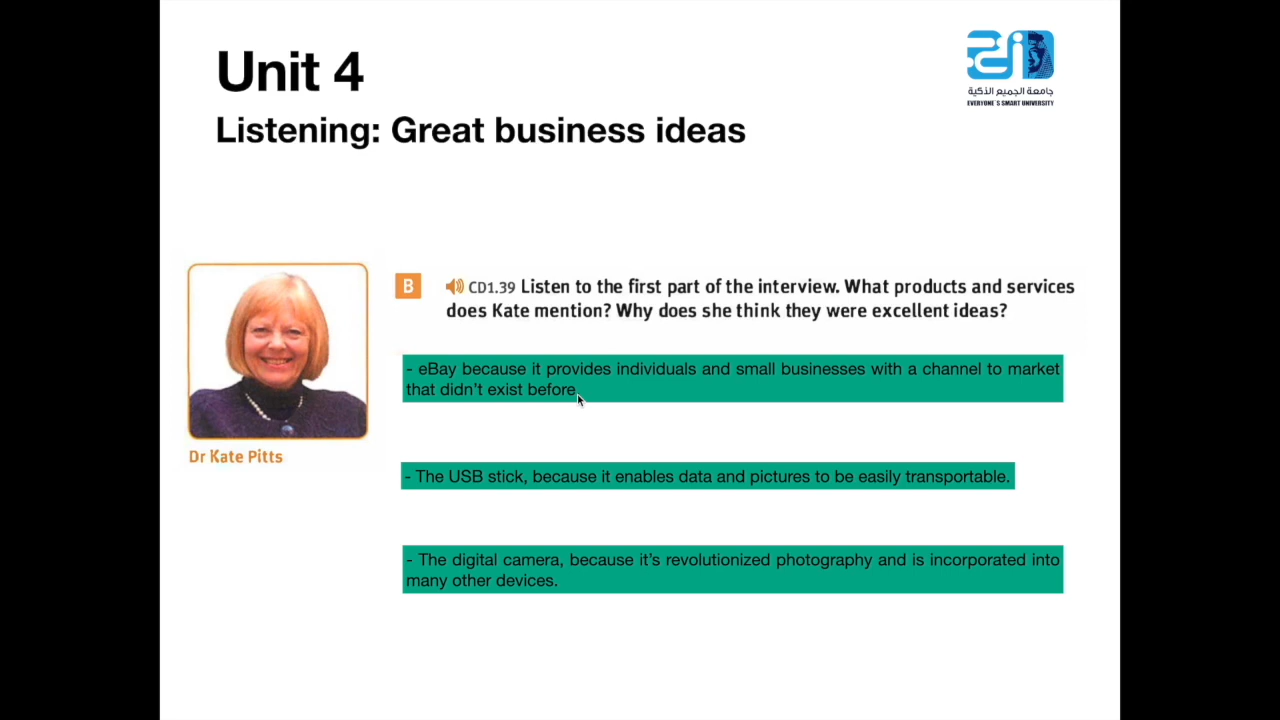 Unit 4
Listening: Great business ideas
جامعة الجميع الذكية
EVERYONE`S SMART UNIVERSITY
B CD1.39 Listen to the first part of the interview. What products and services
does Kate mention? Why does she think they were excellent ideas?
- eBay because it provides individuals and small businesses with a channel to market
that didn’t exist before.
Dr Kate Pitts
- The USB stick, because it enables data and pictures to be easily transportable.
- The digital camera, because it’s revolutionized photography and is incorporated into
many other devices.